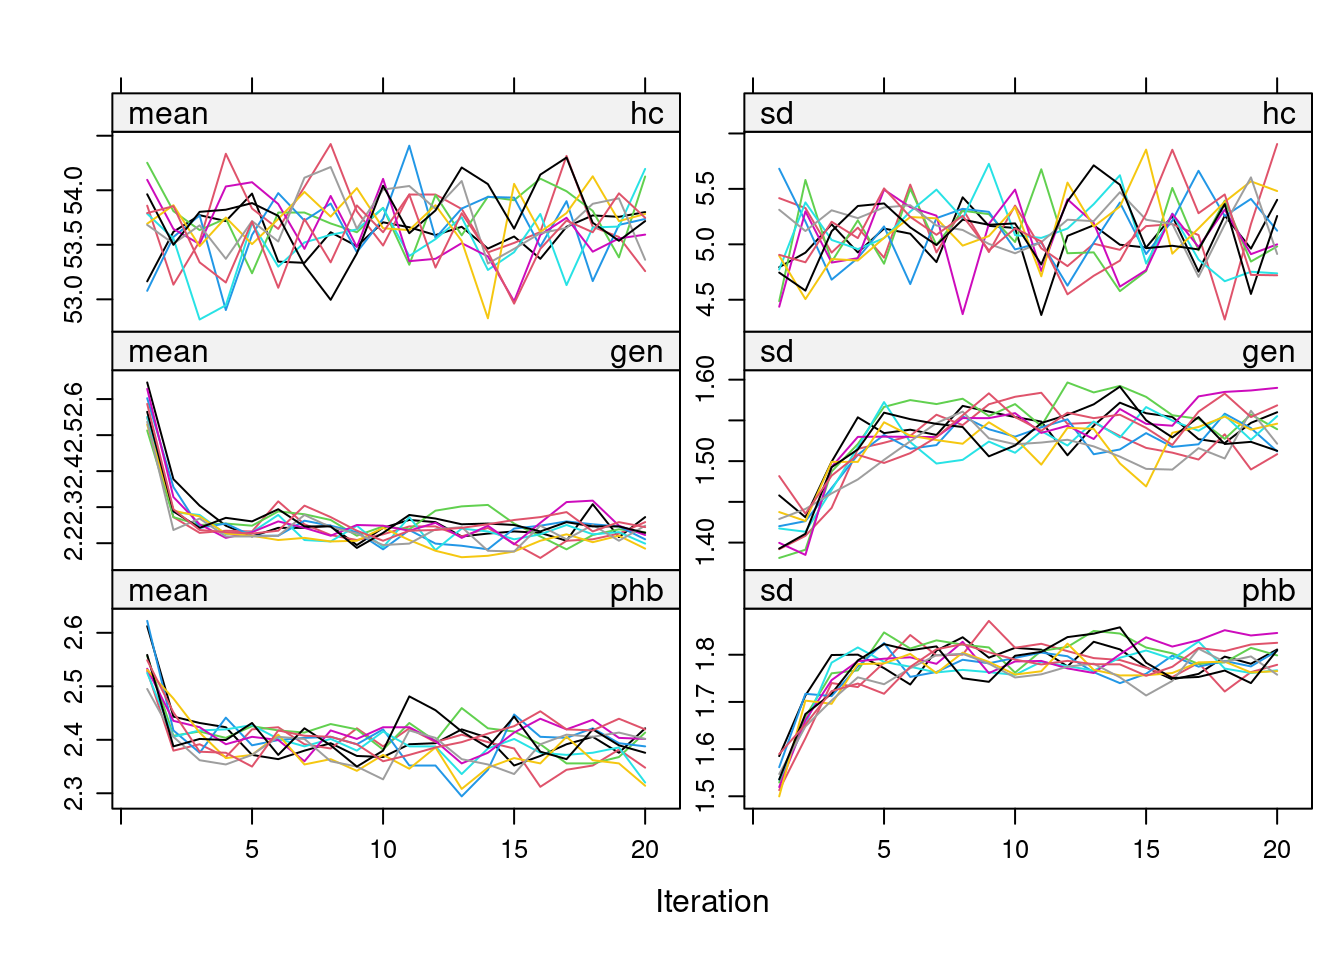 mean hc
sd hc
53.0 53.5 54.0
4.5 5.0 5.5
mean gen
sd gen
2.2 2.3 2.4 2.5 2.6
1.40 1.50 1.60
mean phb
sd phb
2.3 2.4 2.5 2.6
1.5 1.6 1.7 1.8
5 10 15 20
5 10 15 20
Iteration